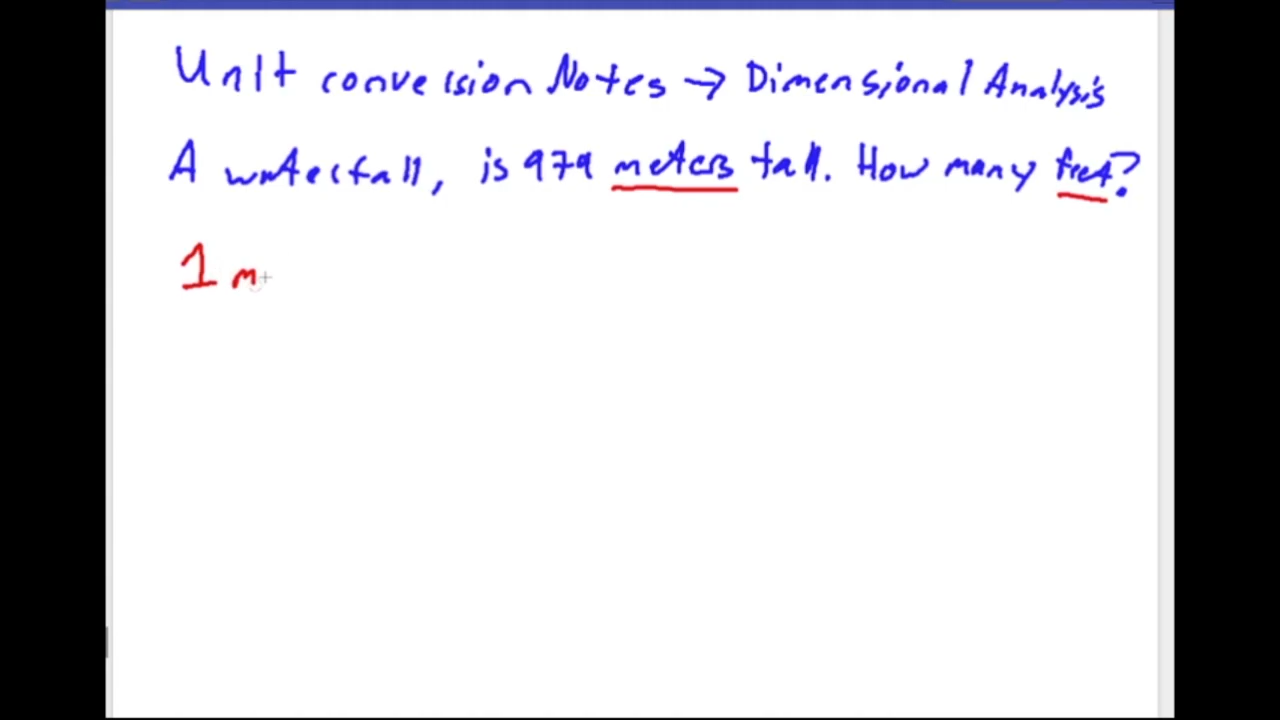 Unit conversion Notes → Dimensional Analysis
A waterfall, is 979 meters tall. How many feet?
1 m